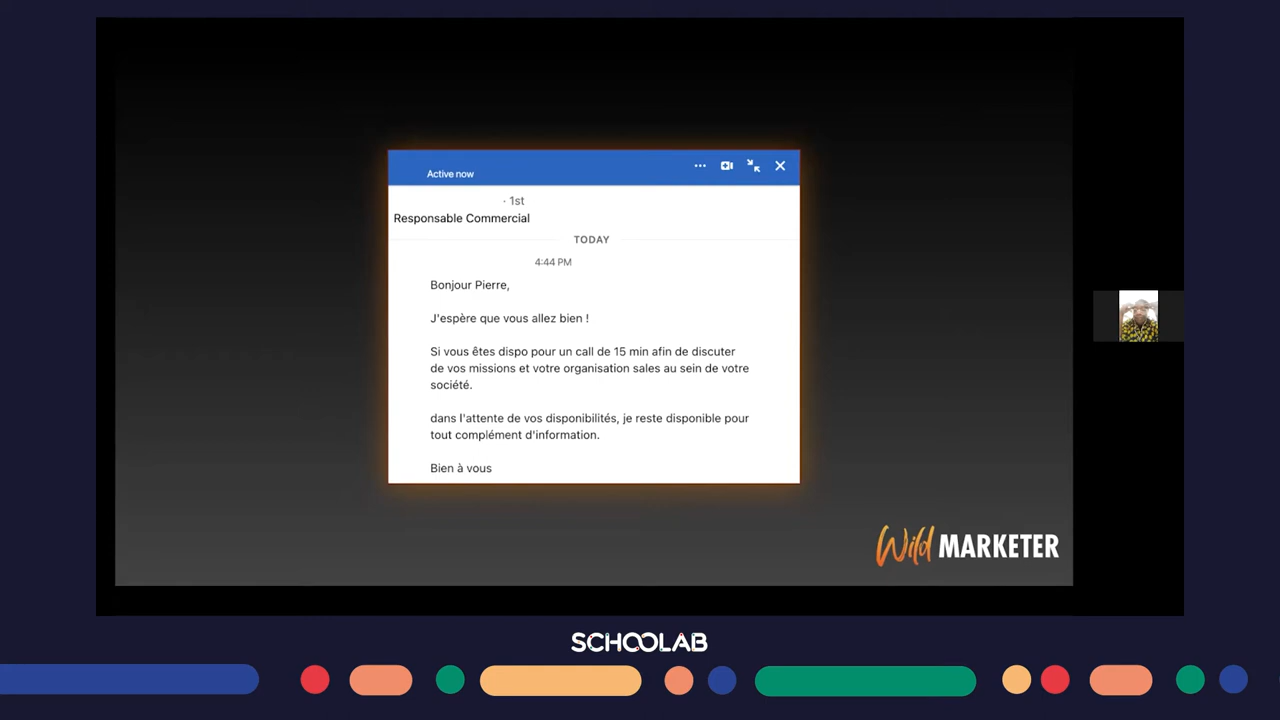 Active now
· 1st
Responsable Commercial
TODAY
4:44 PM
Bonjour Pierre,
J'espère que vous allez bien !
Si vous êtes dispo pour un call de 15 min afin de discuter
de vos missions et votre organisation sales au sein de votre
société.
dans l'attente de vos disponibilités, je reste disponible pour
tout complément d'information.
Bien à vous
Wild MARKETER
SCHOOLAB